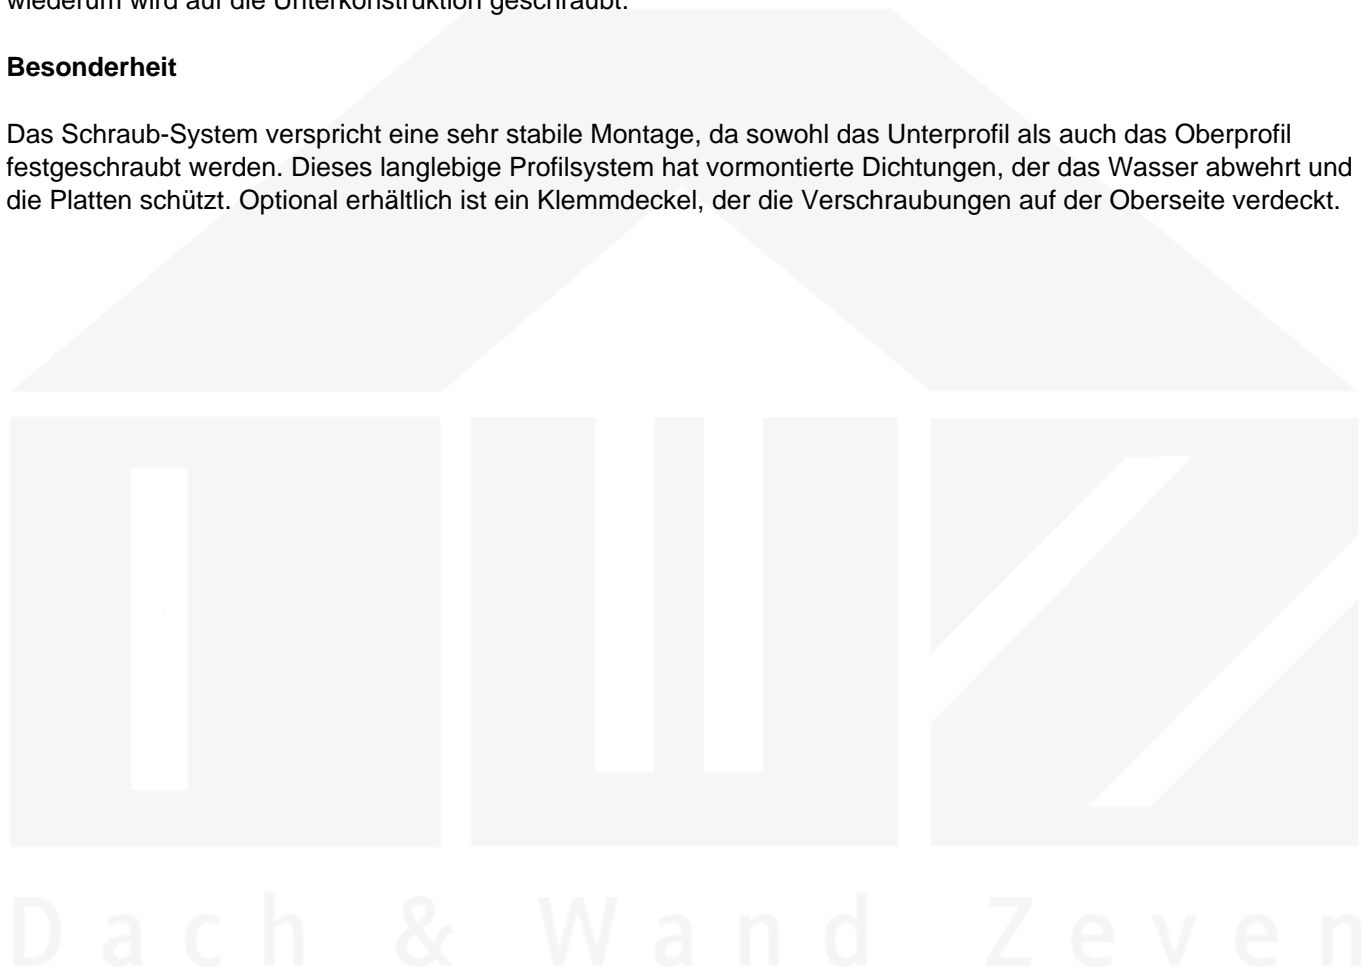 wiederum wird auf die Unterkonstruktion geschraubt.
Besonderheit
Das Schraub-System verspricht eine sehr stabile Montage, da sowohl das Unterprofil als auch das Oberprofil
festgeschraubt werden. Dieses langlebige Profilsystem hat vormontierte Dichtungen, der das Wasser abwehrt und
die Platten schützt. Optional erhältlich ist ein Klemmdeckel, der die Verschraubungen auf der Oberseite verdeckt.
Dach & Wand Zeven